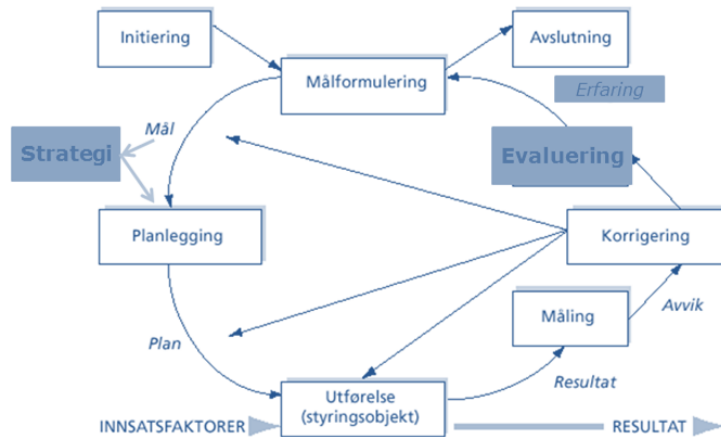 Initiering
Avslutning
Målformulering
Erfaring
Mål
Strategi
Evaluering
Planlegging
Korrigering
Måling
Avvik
Plan
Resultat
Utførelse
(styringsobjekt)
INNSATSFAKTORER
RESULTAT